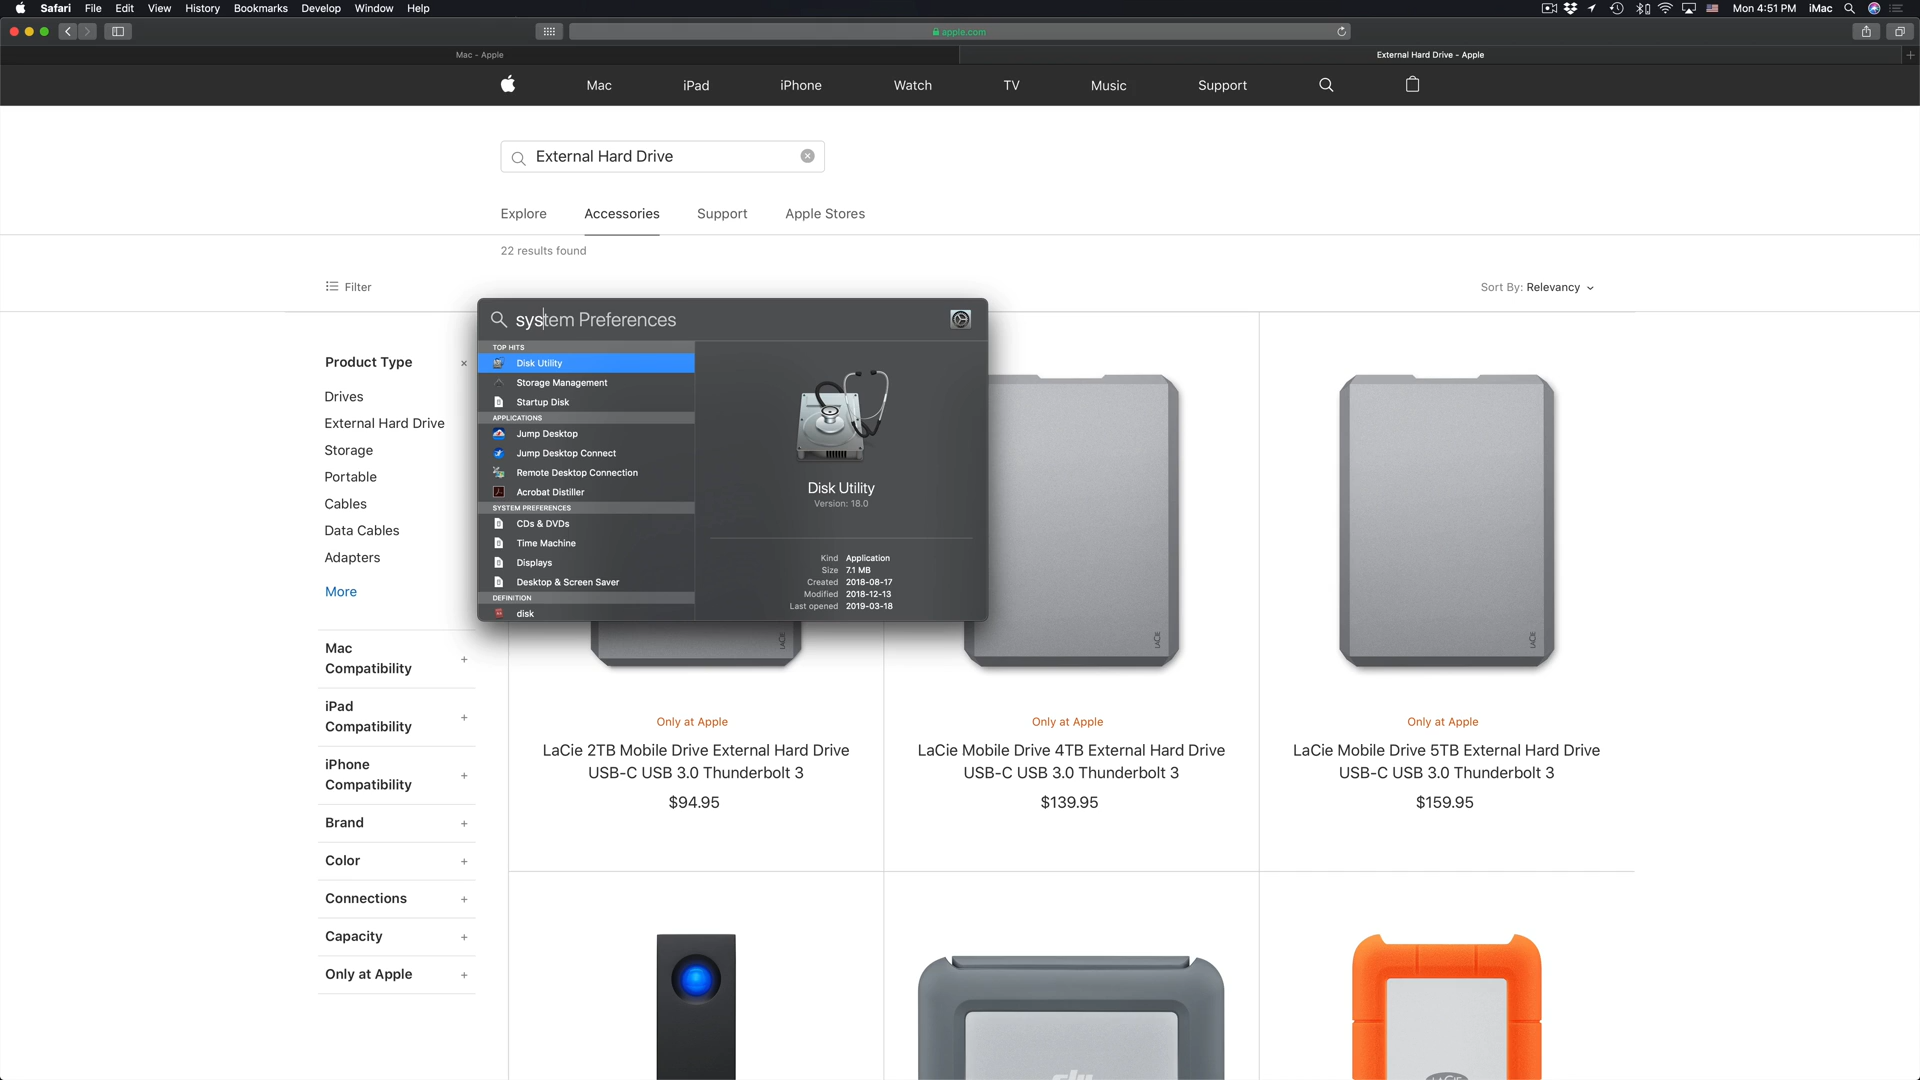 Safari File Edit View History Bookmarks Develop Window Help
Mon 4:51 PM iMac
apple.com
Mac - Apple
External Hard Drive - Apple
Mac iPad iPhone Watch TV Music Support
External Hard Drive
Explore Accessories Support Apple Stores
22 results found
Filter
Sort By: Relevancy
system Preferences
TOP HITS
Disk Utility
Storage Management
Startup Disk
APPLICATIONS
Jump Desktop
Jump Desktop Connect
Remote Desktop Connection
Acrobat Distiller
SYSTEM PREFERENCES
CDs & DVDs
Time Machine
Displays
Desktop & Screen Saver
DEFINITION
disk
Disk Utility
Version: 18.0
Kind Application
Size 7.1 MB
Created 2018-08-17
Modified 2018-12-13
Last opened 2019-03-18
Product Type
Drives
External Hard Drive
Storage
Portable
Cables
Data Cables
Adapters
More
Mac
Compatibility
iPad
Compatibility
iPhone
Compatibility
Brand
Color
Connections
Capacity
Only at Apple
LACIE
LACIE
LACIE
Only at Apple
LaCie 2TB Mobile Drive External Hard Drive
USB-C USB 3.0 Thunderbolt 3
$94.95
Only at Apple
LaCie Mobile Drive 4TB External Hard Drive
USB-C USB 3.0 Thunderbolt 3
$139.95
Only at Apple
LaCie Mobile Drive 5TB External Hard Drive
USB-C USB 3.0 Thunderbolt 3
$159.95
dji
LACIE